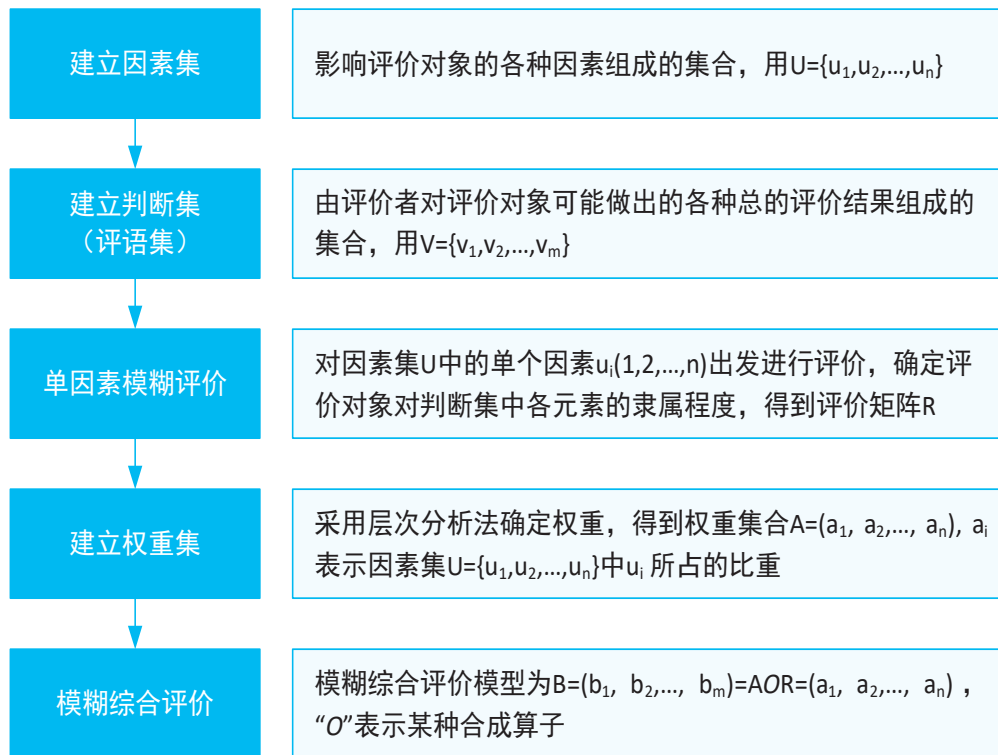 建立因素集
影响评价对象的各种因素组成的集合，用U={u₁,u₂,...,uₙ}
建立判断集
（评语集）
由评价者对评价对象可能做出的各种总的评价结果组成的
集合，用V={v₁,v₂,...,vₘ}
单因素模糊评价
对因素集U中的单个因素uᵢ(1,2,...,n)出发进行评价，确定评
价对象对判断集中各元素的隶属程度，得到评价矩阵R
建立权重集
采用层次分析法确定权重，得到权重集合A=(a₁, a₂,..., aₙ), aᵢ
表示因素集U={u₁,u₂,...,uₙ}中uᵢ 所占的比重
模糊综合评价
模糊综合评价模型为B=(b₁, b₂,..., bₘ)=AOR=(a₁, a₂,..., aₙ) ，
“O”表示某种合成算子